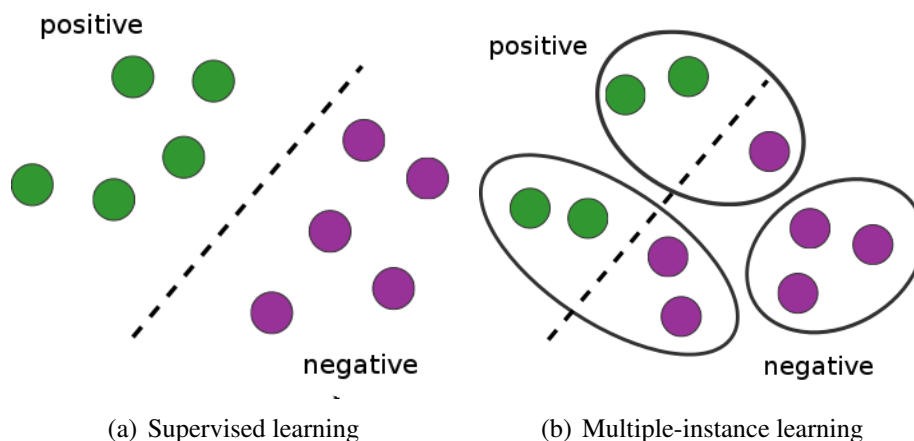 positive
negative
(a) Supervised learning
positive
negative
(b) Multiple-instance learning